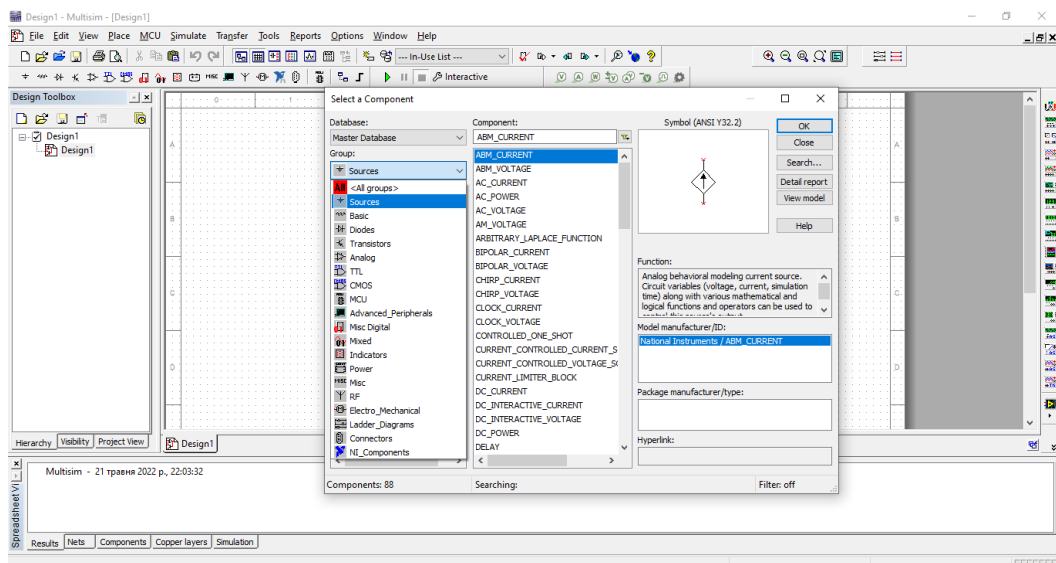 Design1 - Multisim - [Design1]
File Edit View Place MCU Simulate Transfer Tools Reports Options Window Help
--- In-Use List ---
Interactive
Design Toolbox
Design1
Design1
Hierarchy Visibility Project View
Design1
Select a Component
Database:
Master Database
Group:
Sources
<All groups>
Sources
Basic
Diodes
Transistors
Analog
TTL
CMOS
MCU
Advanced_Peripherals
Misc Digital
Mixed
Indicators
Power
Misc
RF
Electro_Mechanical
Ladder_Diagrams
Connectors
NI_Components
Component:
ABM_CURRENT
ABM_CURRENT
ABM_VOLTAGE
AC_CURRENT
AC_POWER
AC_VOLTAGE
AM_VOLTAGE
ARBITRARY_LAPLACE_FUNCTION
BIPOLAR_CURRENT
BIPOLAR_VOLTAGE
CHIRP_CURRENT
CHIRP_VOLTAGE
CLOCK_CURRENT
CLOCK_VOLTAGE
CONTROLLED_ONE_SHOT
CURRENT_CONTROLLED_CURRENT_S
CURRENT_CONTROLLED_VOLTAGE_SO
CURRENT_LIMITER_BLOCK
DC_CURRENT
DC_INTERACTIVE_CURRENT
DC_INTERACTIVE_VOLTAGE
DC_POWER
DELAY
Symbol (ANSI Y32.2)
OK
Close
Search...
Detail report
View model
Help
Function:
Analog behavioral modeling current source.
Circuit variables (voltage, current, simulation
time) along with various mathematical and
logical functions and operators can be used to
Model manufacturer/ID:
National Instruments / ABM_CURRENT
Package manufacturer/type:
Hyperlink:
Components: 88
Searching:
Filter: off
Multisim - 21 травня 2022 р., 22:03:32
Spreadsheet Vi
Results Nets Components Copper layers Simulation